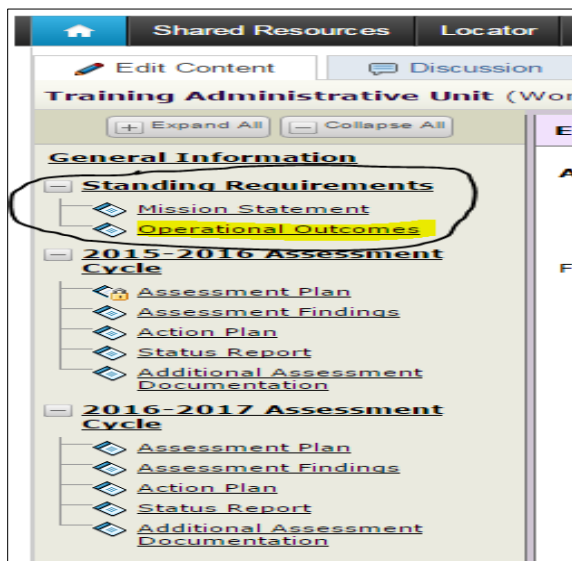 Shared Resources Locator
Edit Content Discussion
Training Administrative Unit (Wor
Expand All Collapse All E
General Information
A
Standing Requirements
Mission Statement
Operational Outcomes
2015-2016 Assessment
Cycle
F
Assessment Plan
Assessment Findings
Action Plan
Status Report
Additional Assessment
Documentation
2016-2017 Assessment
Cycle
Assessment Plan
Assessment Findings
Action Plan
Status Report
Additional Assessment
Documentation